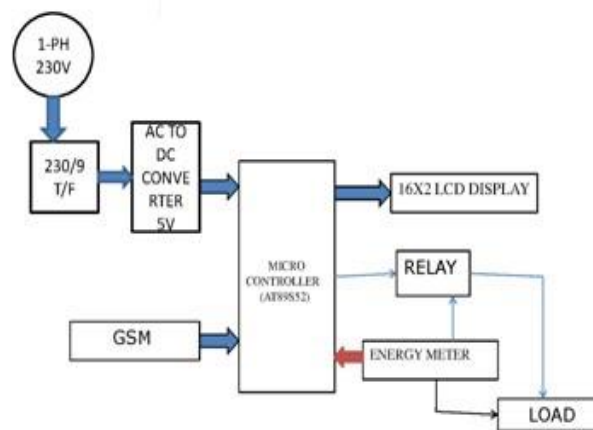 1-PH
230V
230/9
T/F
AC TO
DC
CONVE
RTER
5V
16X2 LCD DISPLAY
MICRO
CONTROLLER
(AT89S52)
RELAY
GSM
ENERGY METER
LOAD